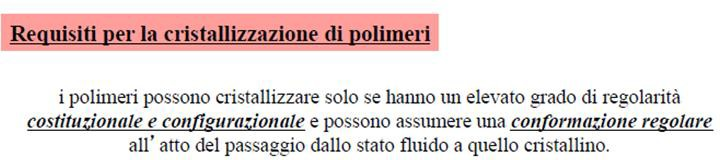 Requisiti per la cristallizzazione di polimeri
i polimeri possono cristallizzare solo se hanno un elevato grado di regolarità
costituzionale e configurazionale e possono assumere una conformazione regolare
all’ atto del passaggio dallo stato fluido a quello cristallino.